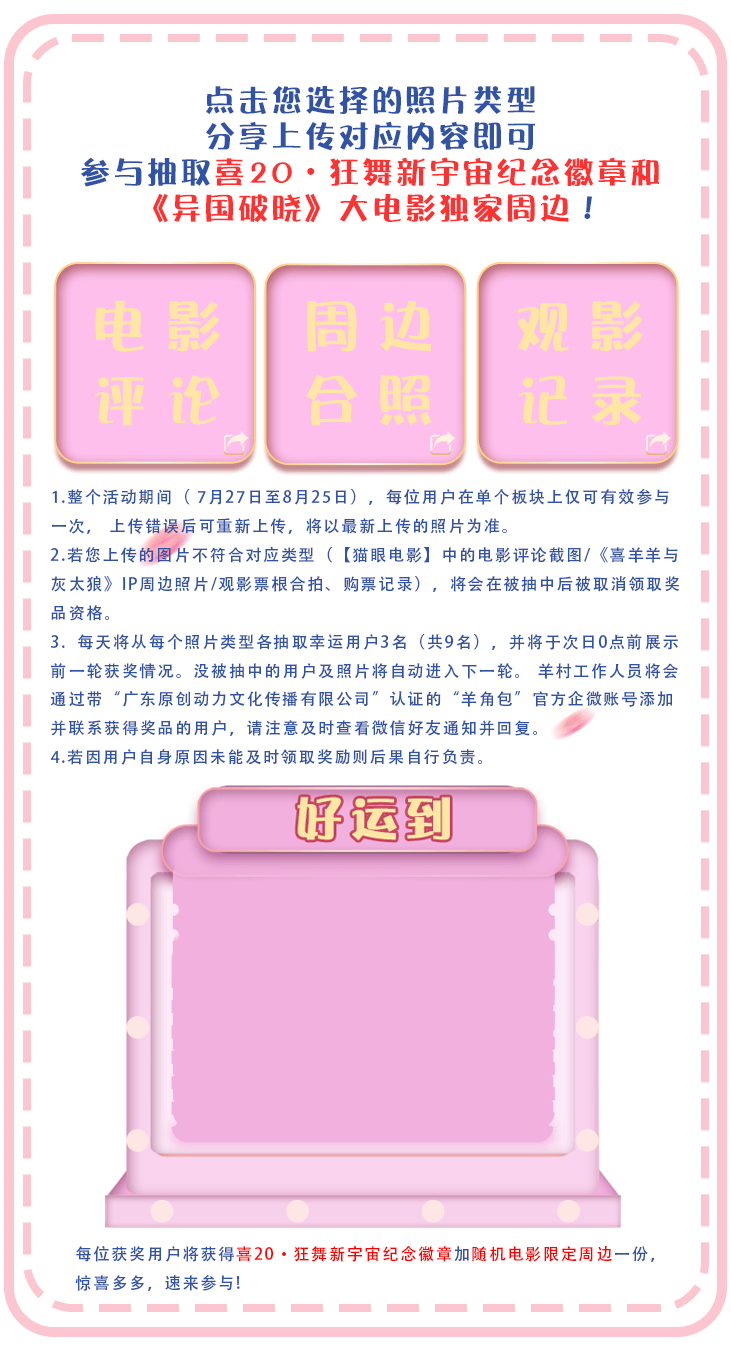 点击您选择的照片类型
分享上传对应内容即可
参与抽取喜20·狂舞新宇宙纪念徽章和
《异国破晓》大电影独家周边！
电影 周边 观影
评论 合照 记录
1.整个活动期间（7月27日至8月25日），每位用户在单个板块上仅可有效参与
一次， 上传错误后可重新上传，将以最新上传的照片为准。
2.若您上传的图片不符合对应类型（【猫眼电影】中的电影评论截图/《喜羊羊与
灰太狼》IP周边照片/观影票根合拍、购票记录），将会在被抽中后被取消领取奖
品资格。
3. 每天将从每个照片类型各抽取幸运用户3名（共9名），并将于次日0点前展示
前一轮获奖情况。没被抽中的用户及照片将自动进入下一轮。 羊村工作人员将会
通过带“广东原创动力文化传播有限公司”认证的“羊角包”官方企微账号添加
并联系获得奖品的用户，请注意及时查看微信好友通知并回复。
4.若因用户自身原因未能及时领取奖励则后果自行负责。
好运到
每位获奖用户将获得喜20·狂舞新宇宙纪念徽章加随机电影限定周边一份，
惊喜多多，速来参与!